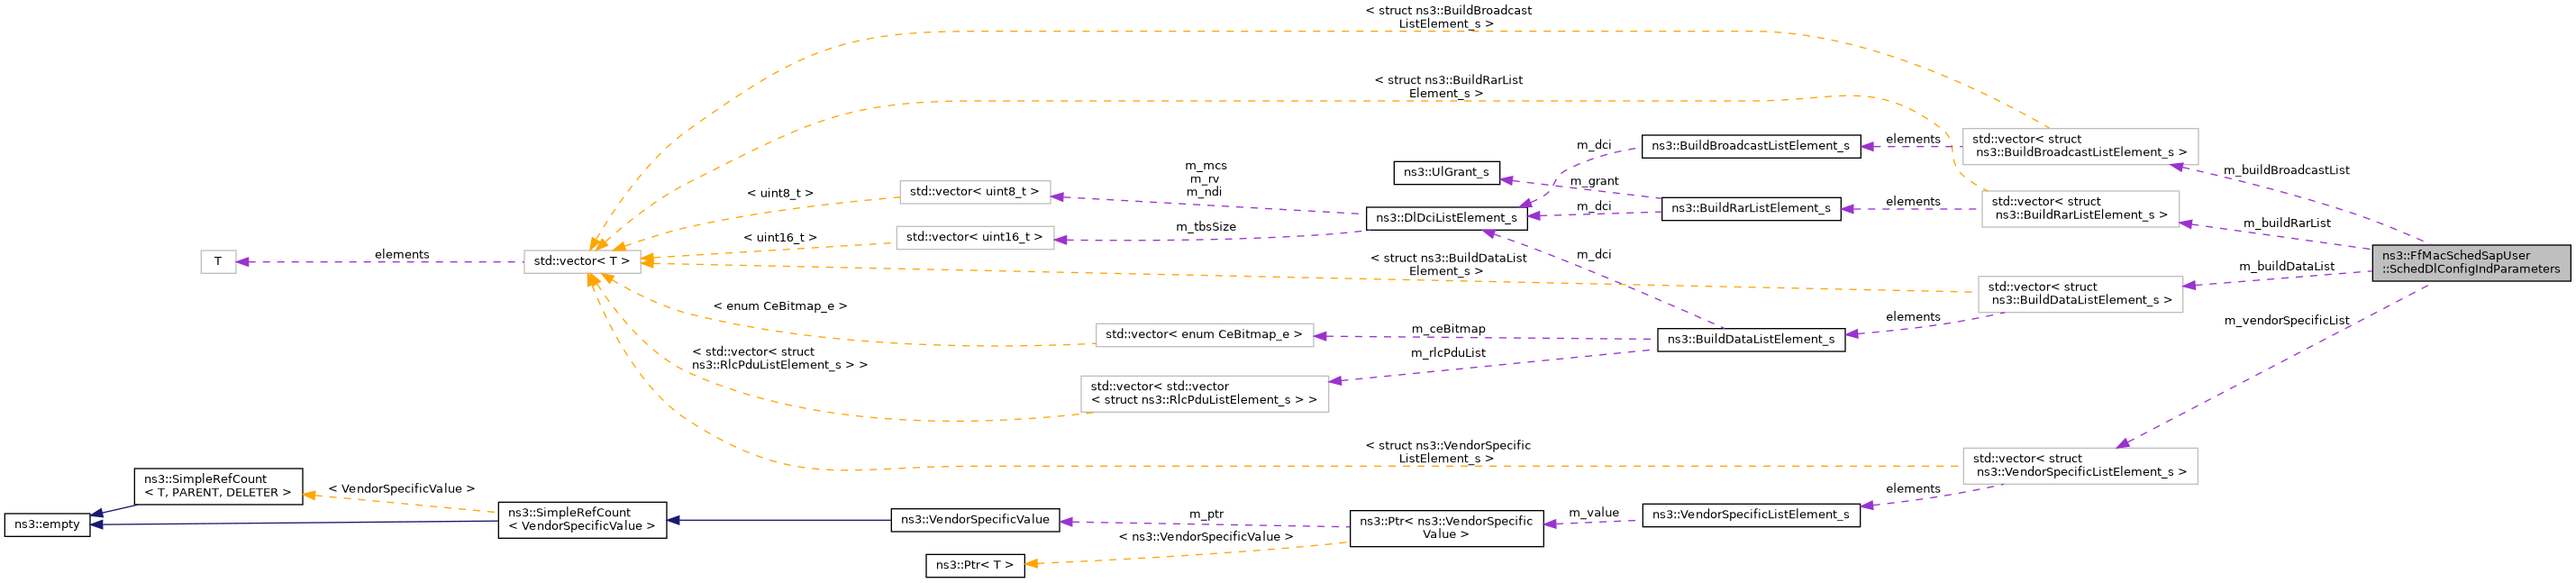 < struct ns3::BuildBroadcast
ListElement_s >
< struct ns3::BuildRarList
Element_s >
std::vector< struct
ns3::BuildBroadcastListElement_s >
elements
ns3::BuildBroadcastListElement_s
m_dci
m_buildBroadcastList
ns3::UlGrant_s
m_grant
m_mcs
m_rv
m_ndi
std::vector< uint8_t >
< uint8_t >
ns3::DlDciListElement_s
m_dci
ns3::BuildRarListElement_s
elements
std::vector< struct
ns3::BuildRarListElement_s >
m_buildRarList
m_tbsSize
std::vector< uint16_t >
< uint16_t >
T
elements
std::vector< T >
< struct ns3::BuildDataList
Element_s >
m_dci
ns3::FfMacSchedSapUser
::SchedDlConfigIndParameters
m_buildDataList
std::vector< struct
ns3::BuildDataListElement_s >
elements
ns3::BuildDataListElement_s
< enum CeBitmap_e >
std::vector< enum CeBitmap_e >
m_ceBitmap
m_rlcPduList
m_vendorSpecificList
< std::vector< struct
ns3::RlcPduListElement_s > >
std::vector< std::vector
< struct ns3::RlcPduListElement_s > >
< struct ns3::VendorSpecific
ListElement_s >
std::vector< struct
ns3::VendorSpecificListElement_s >
elements
ns3::VendorSpecificListElement_s
m_value
ns3::Ptr< ns3::VendorSpecific
Value >
m_ptr
ns3::VendorSpecificValue
< ns3::VendorSpecificValue >
ns3::Ptr< T >
ns3::SimpleRefCount
< T, PARENT, DELETER >
< VendorSpecificValue >
ns3::SimpleRefCount
< VendorSpecificValue >
ns3::empty